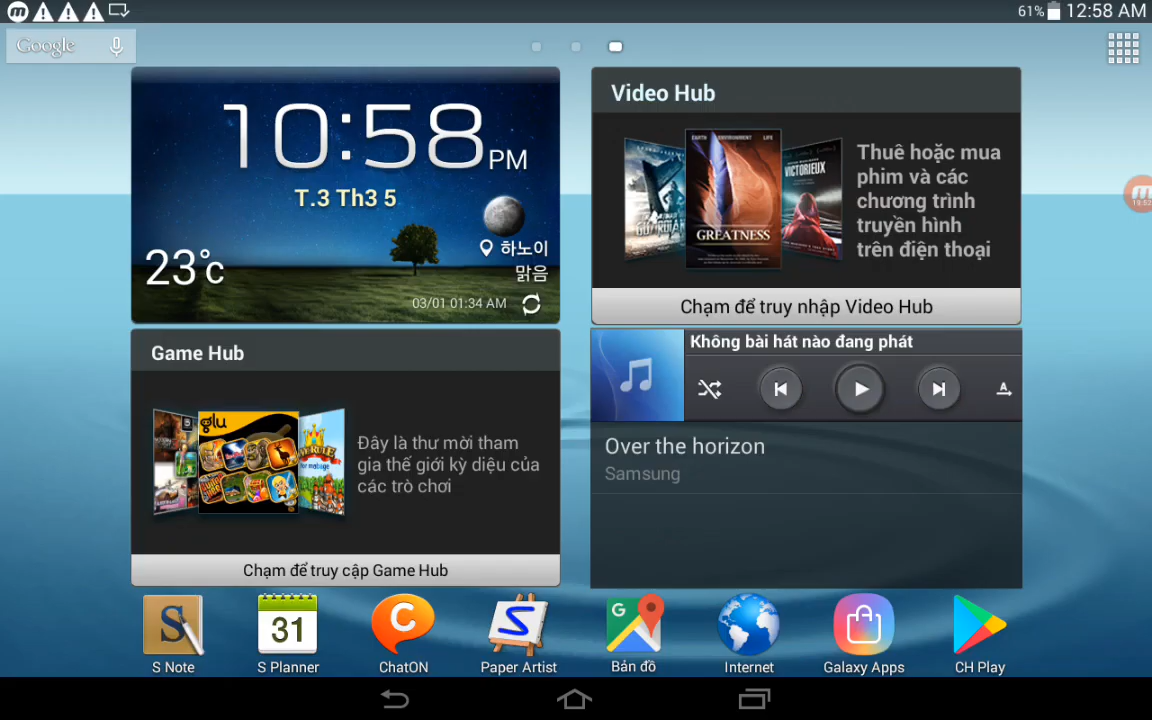 61% 12:58 AM
Google
10:58 PM
T.3 Th3 5
하노이
23°c
맑음
03/01 01:34 AM
Video Hub
EARTH ENVIRONMENT LIFE
GREATNESS
VICTORIEUX
Thuê hoặc mua
phim và các
chương trình
truyền hình
trên điện thoại
Chạm để truy nhập Video Hub
Game Hub
glu
Đây là thư mời tham
gia thế giới kỳ diệu của
các trò chơi
Chạm để truy cập Game Hub
Không bài hát nào đang phát
A
Over the horizon
Samsung
S
31
C
S
G
S Note
S Planner
ChatON
Paper Artist
Bản đồ
Internet
Galaxy Apps
CH Play